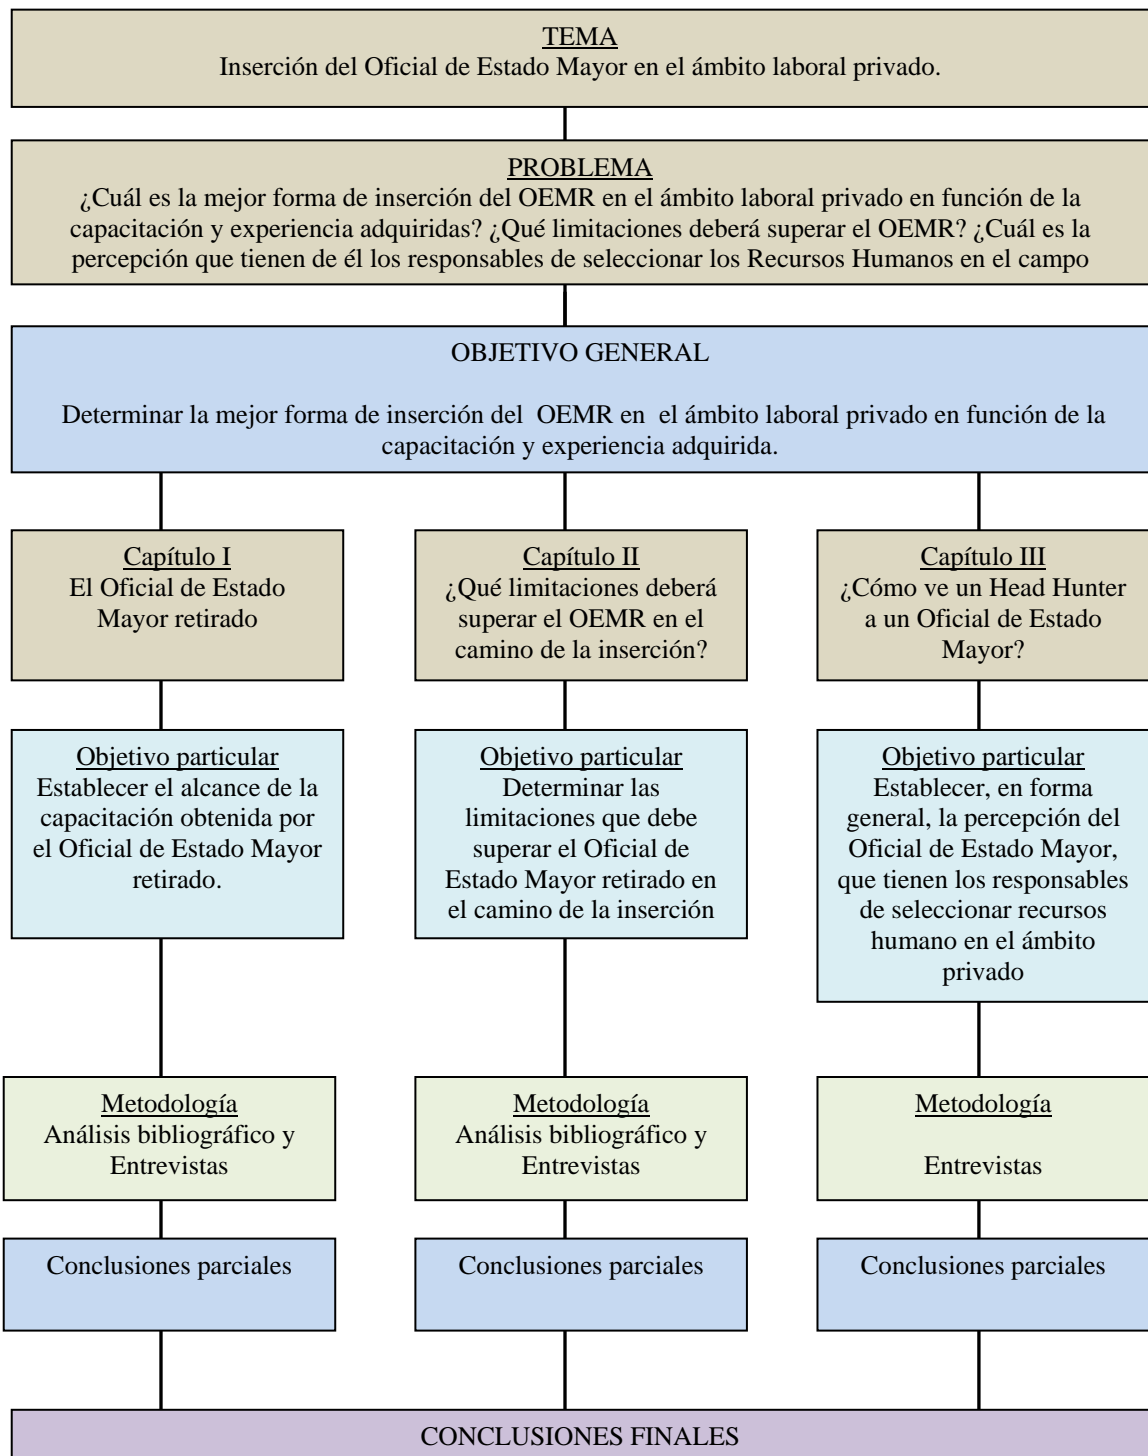 TEMA
Inserción del Oficial de Estado Mayor en el ámbito laboral privado.
PROBLEMA
¿Cuál es la mejor forma de inserción del OEMR en el ámbito laboral privado en función de la
capacitación y experiencia adquiridas? ¿Qué limitaciones deberá superar el OEMR? ¿Cuál es la
percepción que tienen de él los responsables de seleccionar los Recursos Humanos en el campo
OBJETIVO GENERAL
Determinar la mejor forma de inserción del OEMR en el ámbito laboral privado en función de la
capacitación y experiencia adquirida.
Capítulo I
El Oficial de Estado
Mayor retirado
Capítulo II
¿Qué limitaciones deberá
superar el OEMR en el
camino de la inserción?
Capítulo III
¿Cómo ve un Head Hunter
a un Oficial de Estado
Mayor?
Objetivo particular
Establecer el alcance de la
capacitación obtenida por
el Oficial de Estado Mayor
retirado.
Objetivo particular
Determinar las
limitaciones que debe
superar el Oficial de
Estado Mayor retirado en
el camino de la inserción
Objetivo particular
Establecer, en forma
general, la percepción del
Oficial de Estado Mayor,
que tienen los responsables
de seleccionar recursos
humano en el ámbito
privado
Metodología
Análisis bibliográfico y
Entrevistas
Metodología
Análisis bibliográfico y
Entrevistas
Metodología
Entrevistas
Conclusiones parciales
Conclusiones parciales
Conclusiones parciales
CONCLUSIONES FINALES